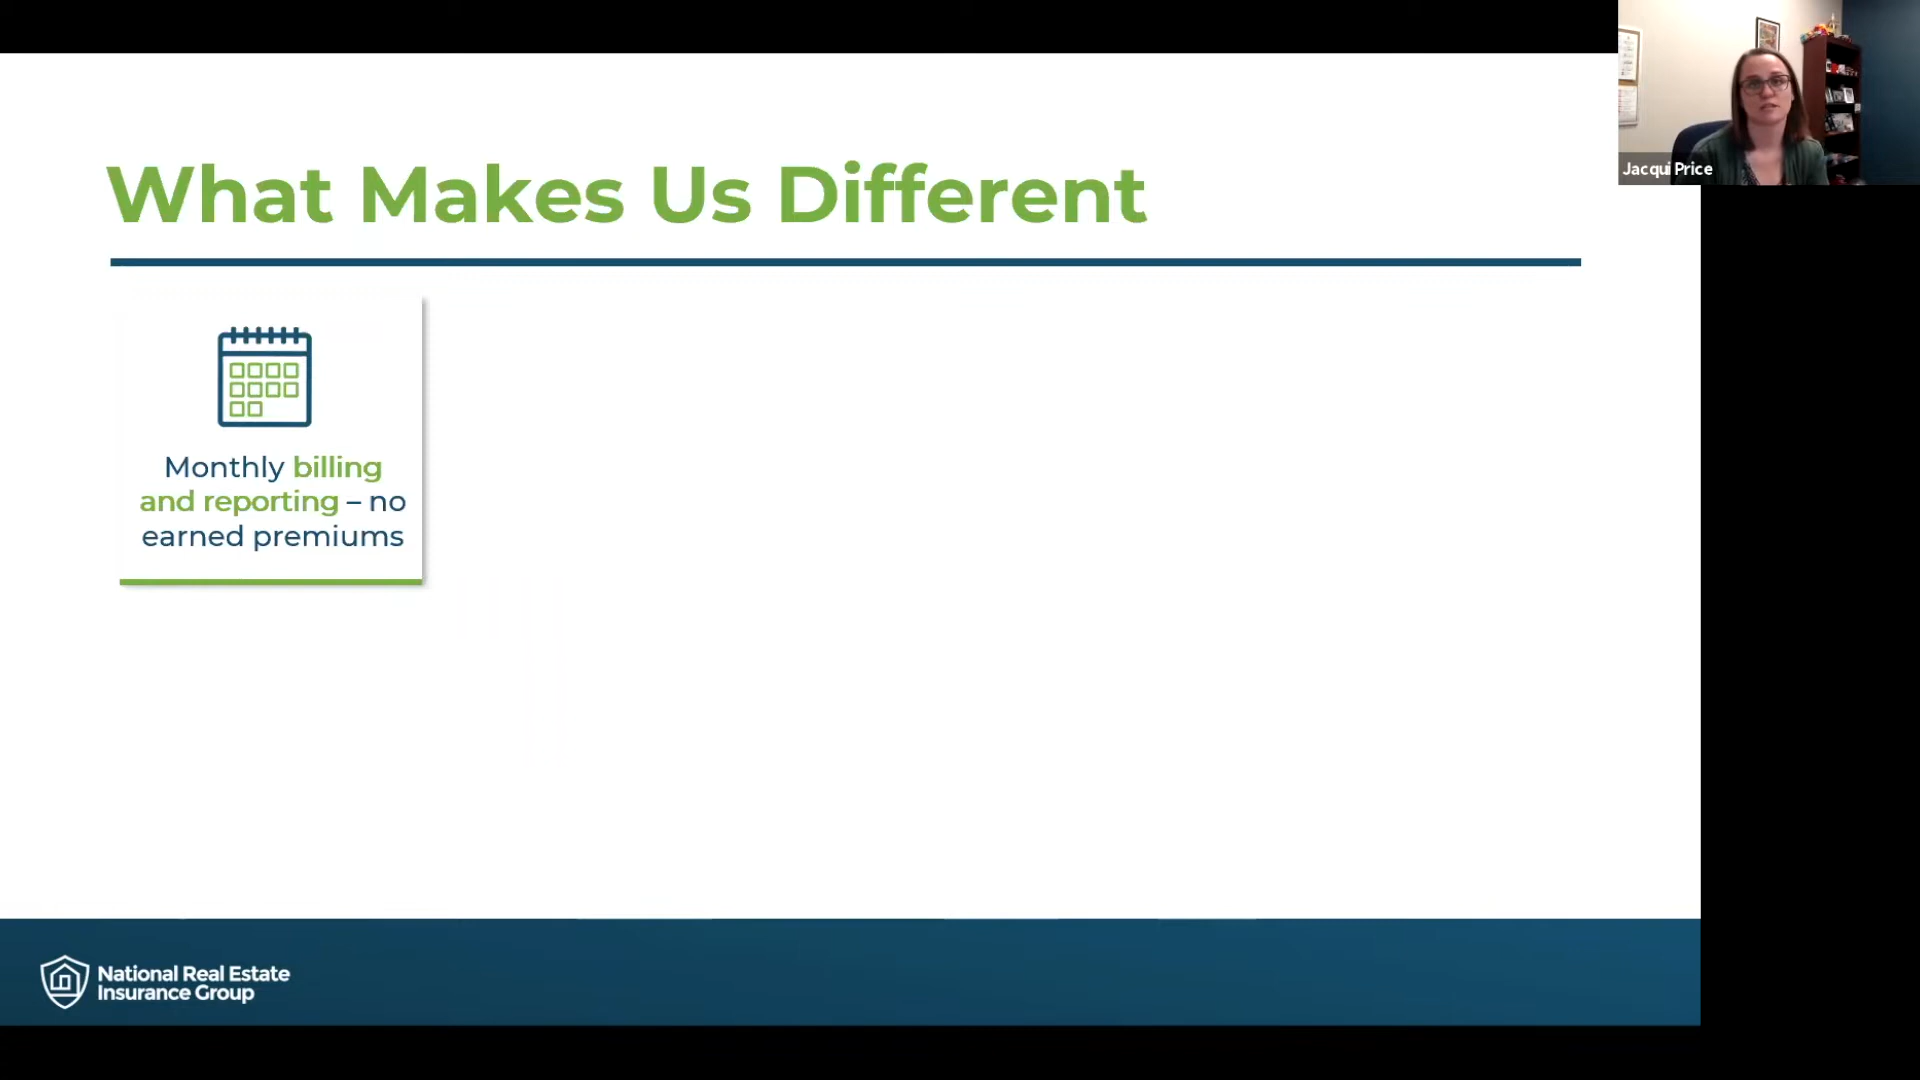 Jacqui Price
What Makes Us Different
Monthly billing
and reporting – no
earned premiums
National Real Estate
Insurance Group